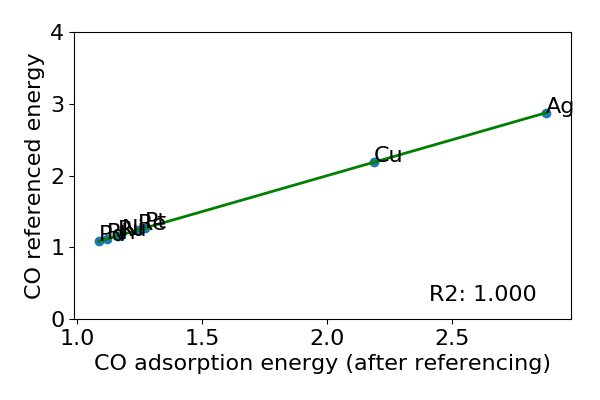 4
3
2
1
0
CO referenced energy
Ag
Cu
Pt
Pd
R2: 1.000
1.0
1.5
2.0
2.5
CO adsorption energy (after referencing)